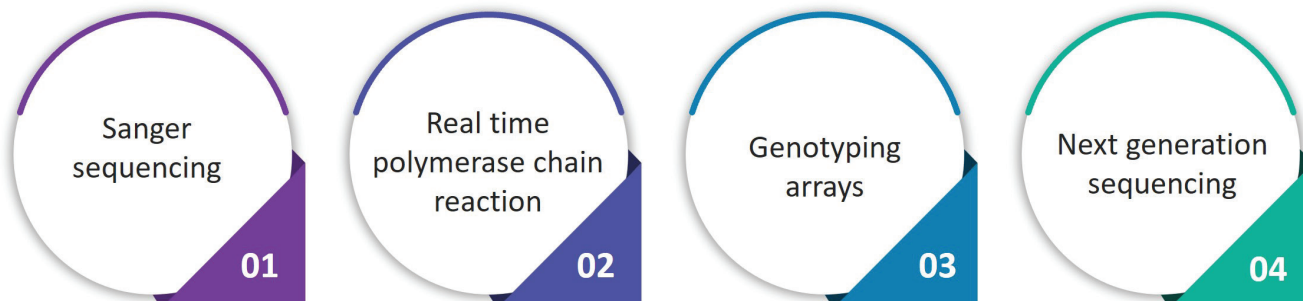 Sanger
sequencing
01
Real time
polymerase chain
reaction
02
Genotyping
arrays
03
Next generation
sequencing
04